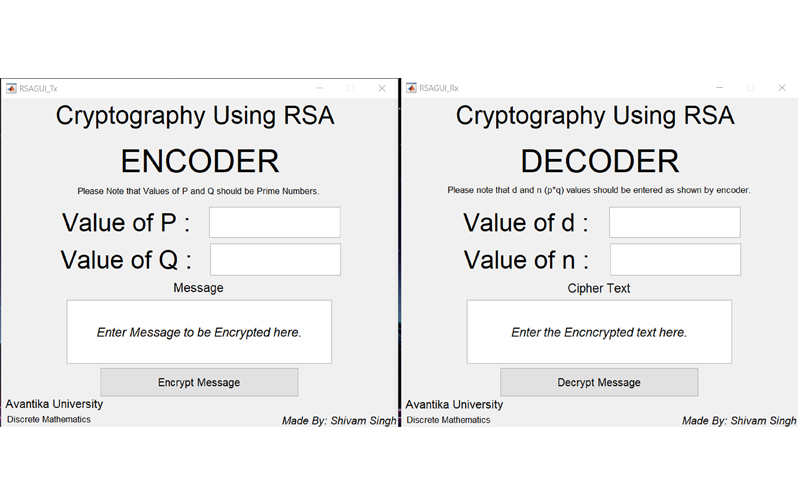 RSAGUI_Tx
Cryptography Using RSA
ENCODER
Please Note that Values of P and Q should be Prime Numbers.
Value of P :
Value of Q :
Message
Enter Message to be Encrypted here.
Encrypt Message
Avantika University
Discrete Mathematics
Made By: Shivam Singh
RSAGUI_Rx
Cryptography Using RSA
DECODER
Please note that d and n (p*q) values should be entered as shown by encoder.
Value of d :
Value of n :
Cipher Text
Enter the Encncrypted text here.
Decrypt Message
Avantika University
Discrete Mathematics
Made By: Shivam Singh